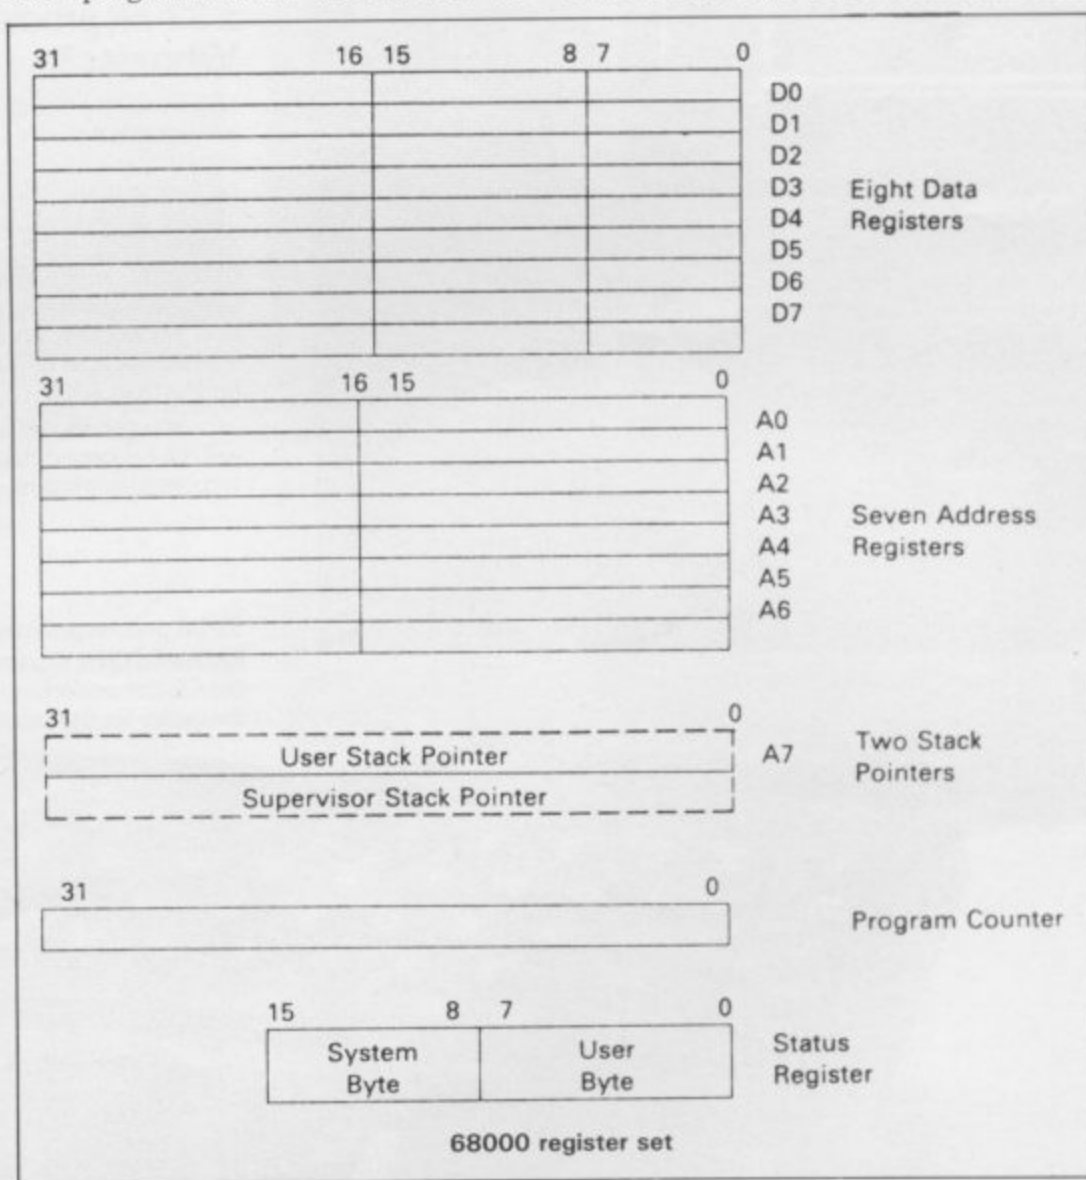 31 16 15 8 7 0
D0
D1
D2
D3
D4
D5
D6
D7
Eight Data
Registers
31 16 15 0
A0
A1
A2
A3
A4
A5
A6
Seven Address
Registers
31 0
User Stack Pointer
Supervisor Stack Pointer
A7
Two Stack
Pointers
31 0
Program Counter
15 8 7 0
System
Byte
User
Byte
Status
Register
68000 register set